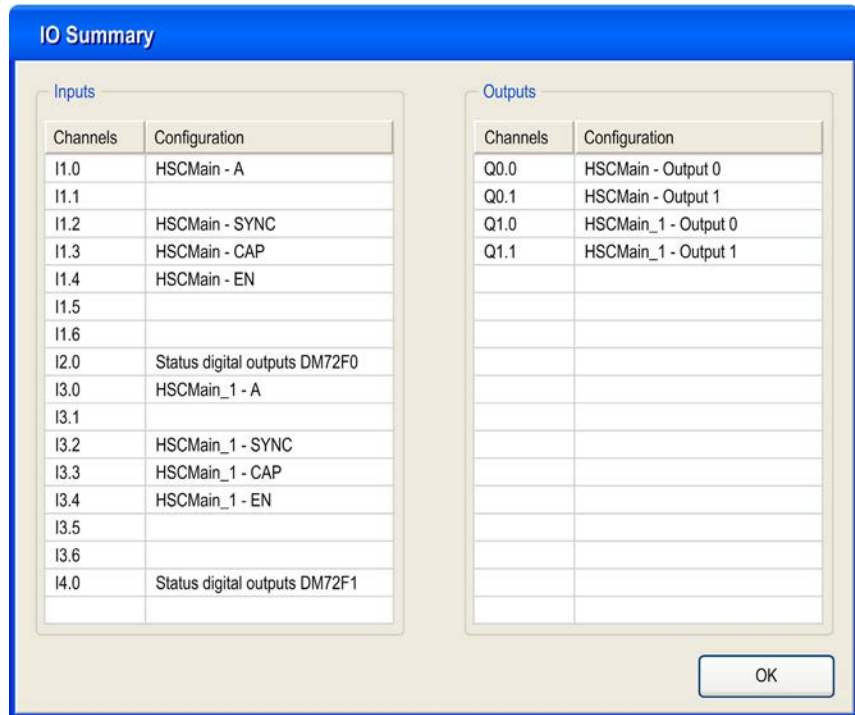 IO Summary
Inputs
Channels Configuration
I1.0 HSCMain - A
I1.1
I1.2 HSCMain - SYNC
I1.3 HSCMain - CAP
I1.4 HSCMain - EN
I1.5
I1.6
I2.0 Status digital outputs DM72F0
I3.0 HSCMain_1 - A
I3.1
I3.2 HSCMain_1 - SYNC
I3.3 HSCMain_1 - CAP
I3.4 HSCMain_1 - EN
I3.5
I3.6
I4.0 Status digital outputs DM72F1
Outputs
Channels Configuration
Q0.0 HSCMain - Output 0
Q0.1 HSCMain - Output 1
Q1.0 HSCMain_1 - Output 0
Q1.1 HSCMain_1 - Output 1
OK